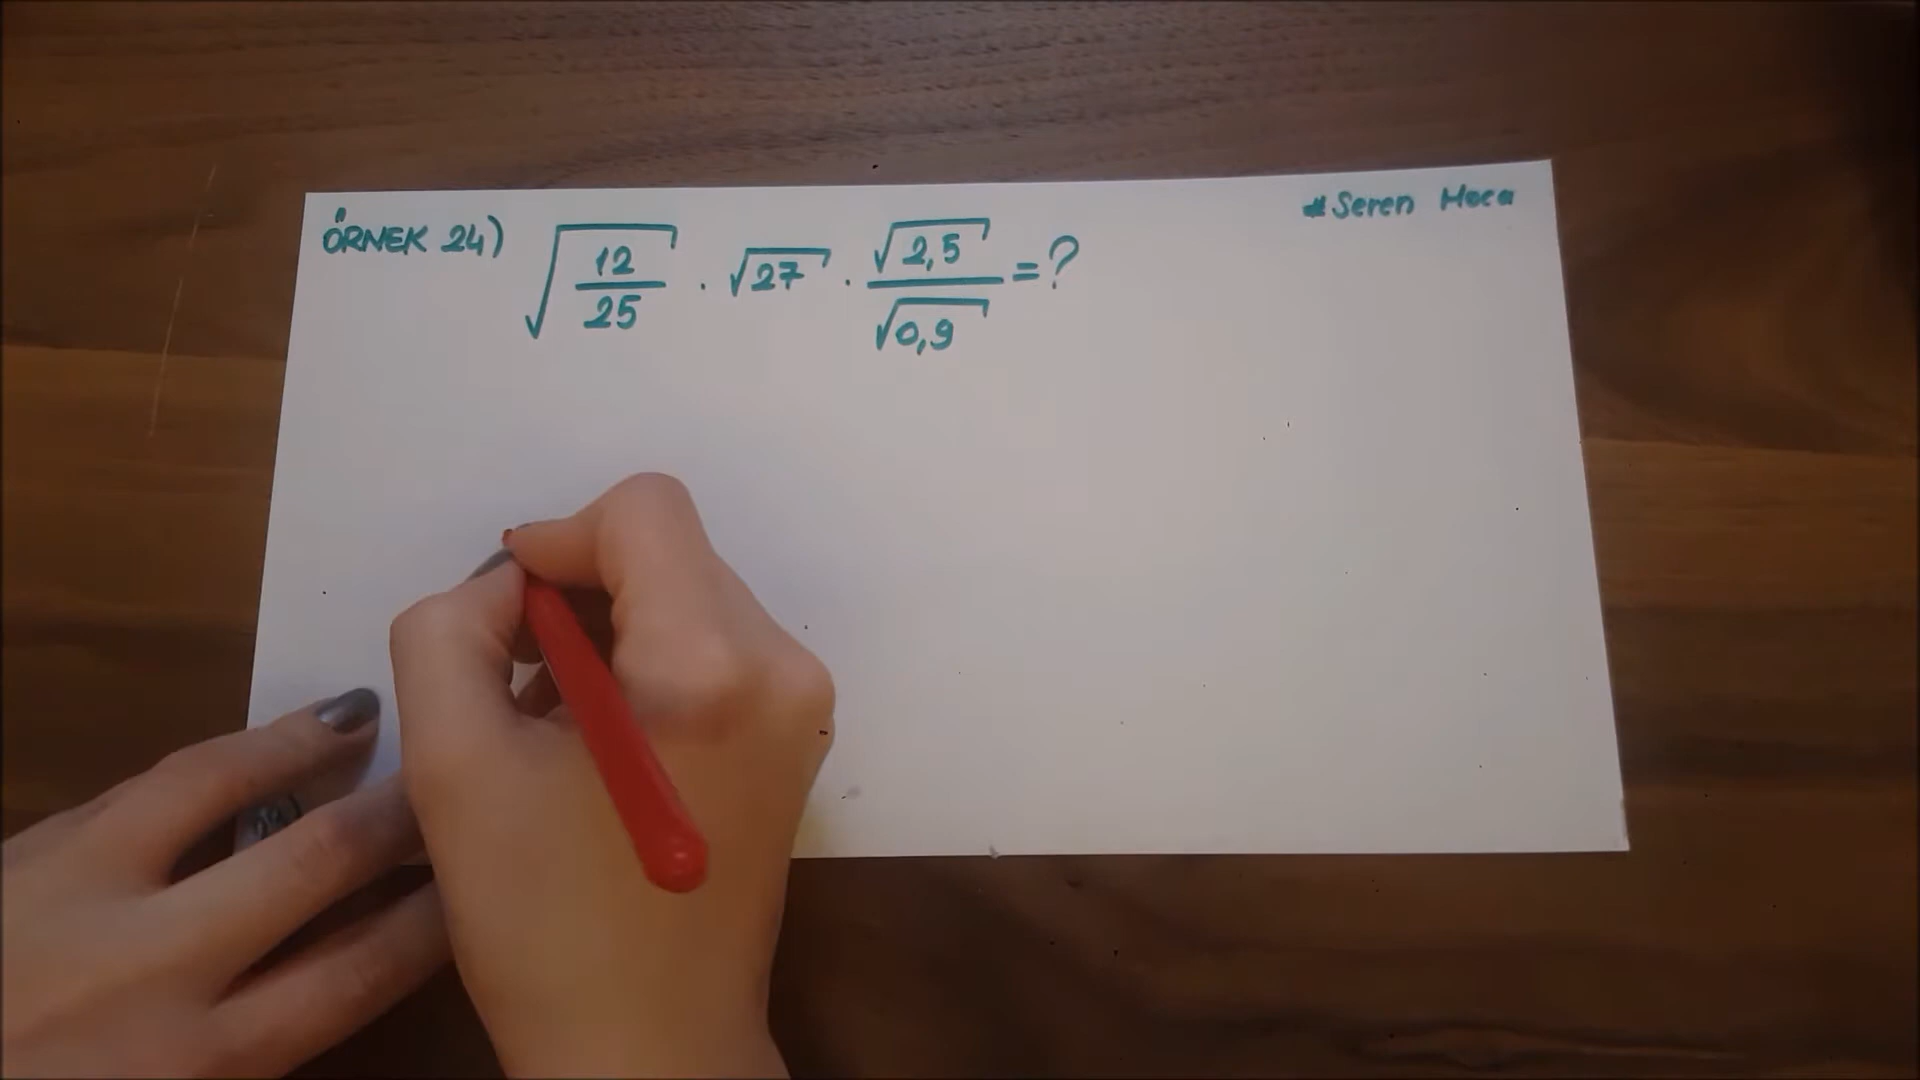 ÖRNEK 24) √(12/25) . √27 . √2,5/√0,9 = ?
#Seren Hoca